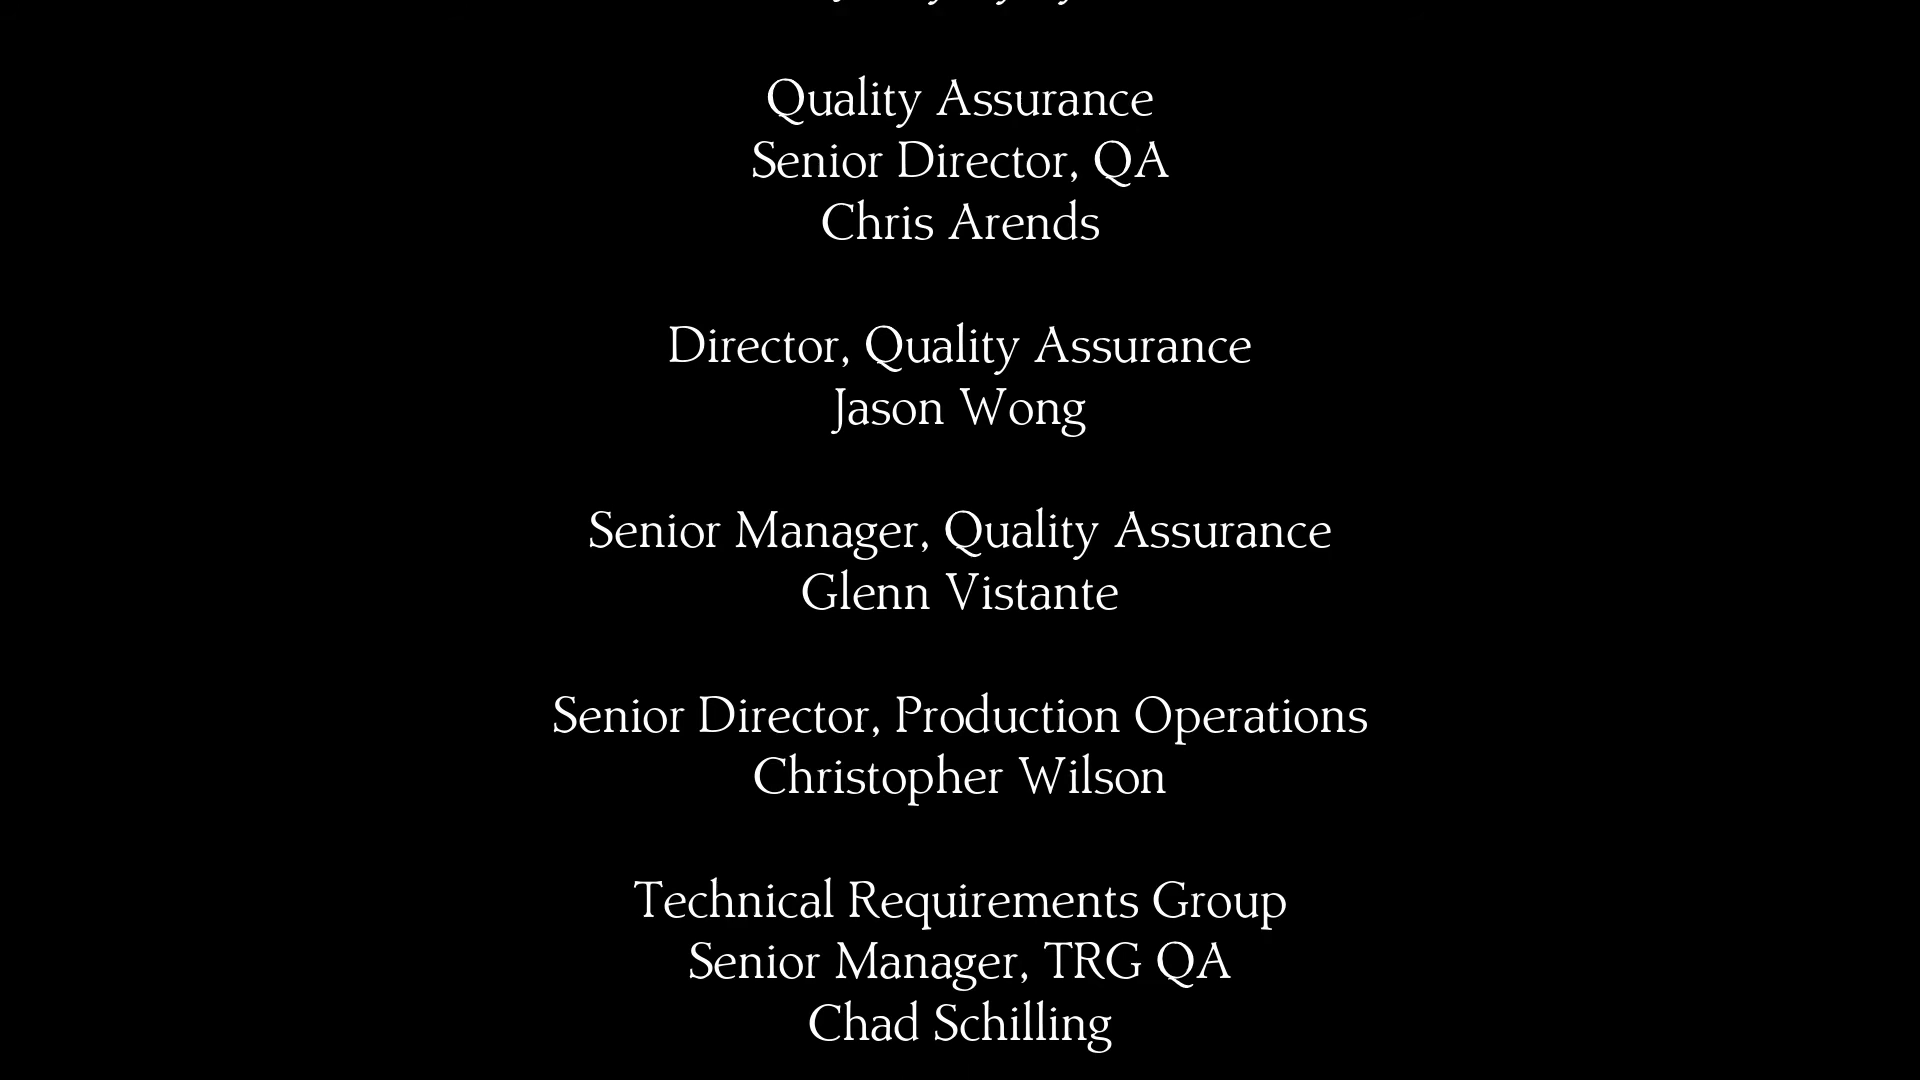 Quality Assurance
Senior Director, QA
Chris Arends
Director, Quality Assurance
Jason Wong
Senior Manager, Quality Assurance
Glenn Vistante
Senior Director, Production Operations
Christopher Wilson
Technical Requirements Group
Senior Manager, TRG QA
Chad Schilling